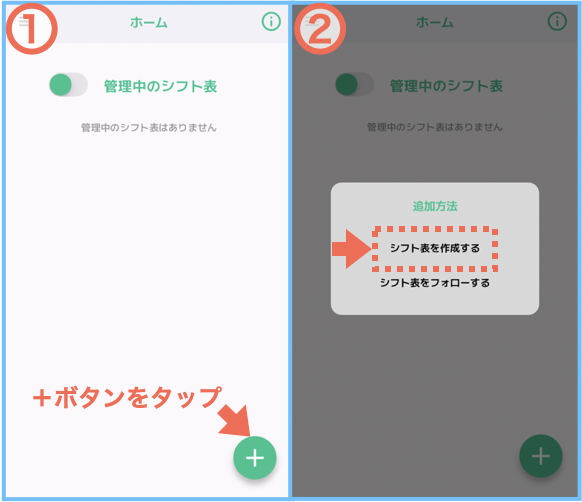 ①
ホーム
管理中のシフト表
管理中のシフト表はありません
＋ボタンをタップ
②
ホーム
管理中のシフト表
管理中のシフト表はありません
追加方法
シフト表を作成する
シフト表をフォローする